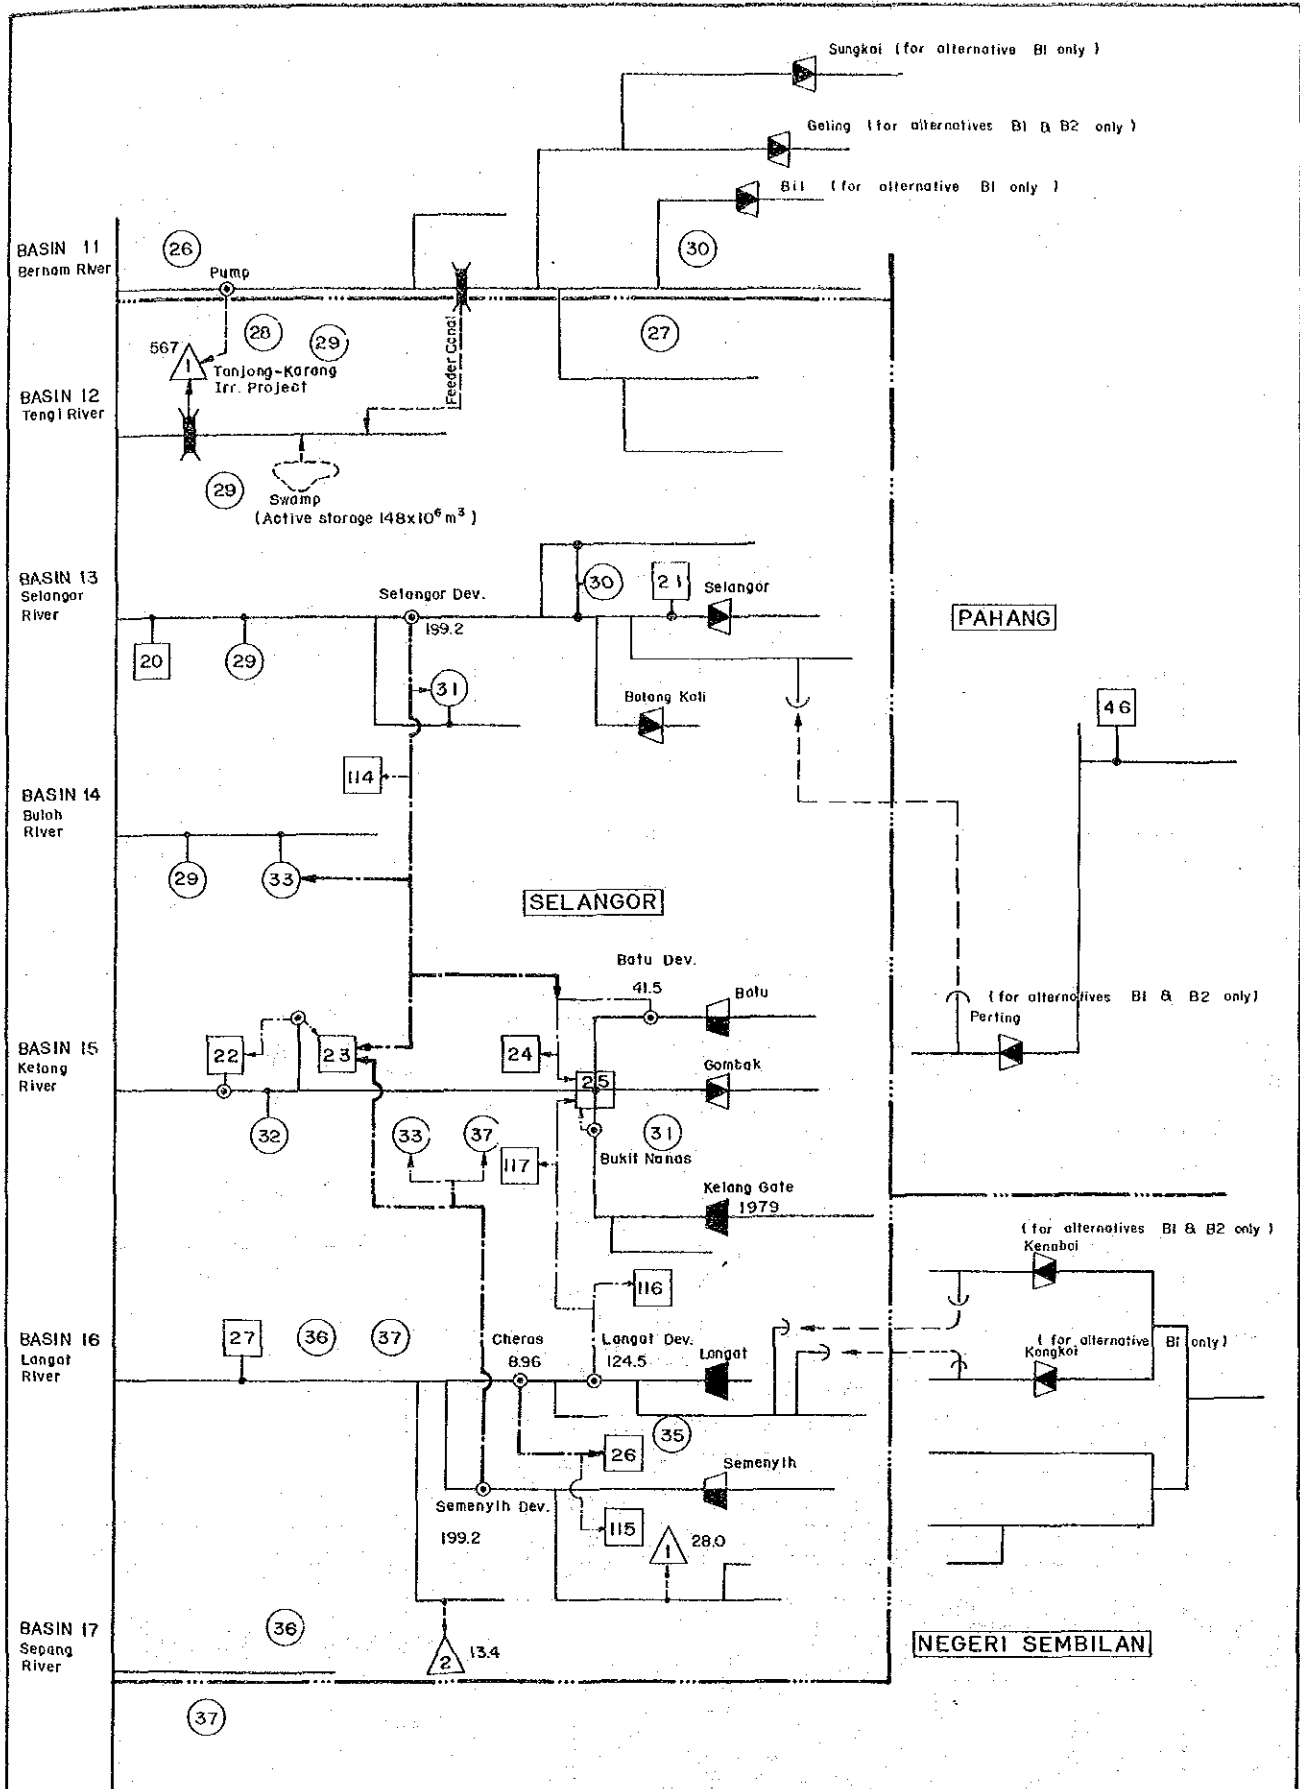 Sungkai (for alternative B1 only)
Geling (for alternatives B1 & B2 only)
Bil (for alternative B1 only)
BASIN 11
Bernam River
26
Pump
30
28
29
27
567
1
Tanjong-Karang
Irr. Project
Feeder Canal
BASIN 12
Tengi River
29
Swamp
(Active storage 148x10⁶m³)
BASIN 13
Selangor
River
Selangor Dev.
199.2
30
21
Selangor
PAHANG
20
29
31
Batang Kali
46
114
BASIN 14
Buloh
River
29
33
SELANGOR
Batu Dev.
41.5
Batu
(for alternatives B1 & B2 only)
Perting
BASIN 15
Kelang
River
22
23
24
25
Gombak
32
33
37
31
117
Bukit Nanas
Kelang Gate
1979
(for alternatives B1 & B2 only)
Kenaboi
116
BASIN 16
Langat
River
27
36
37
Cheras
8.96
Langat Dev.
124.5
Langat
(for alternative B1 only)
Kongkoi
35
26
Semenyih
Semenyih Dev.
199.2
115
1
28.0
BASIN 17
Sepang
River
36
2
13.4
NEGERI SEMBILAN
37